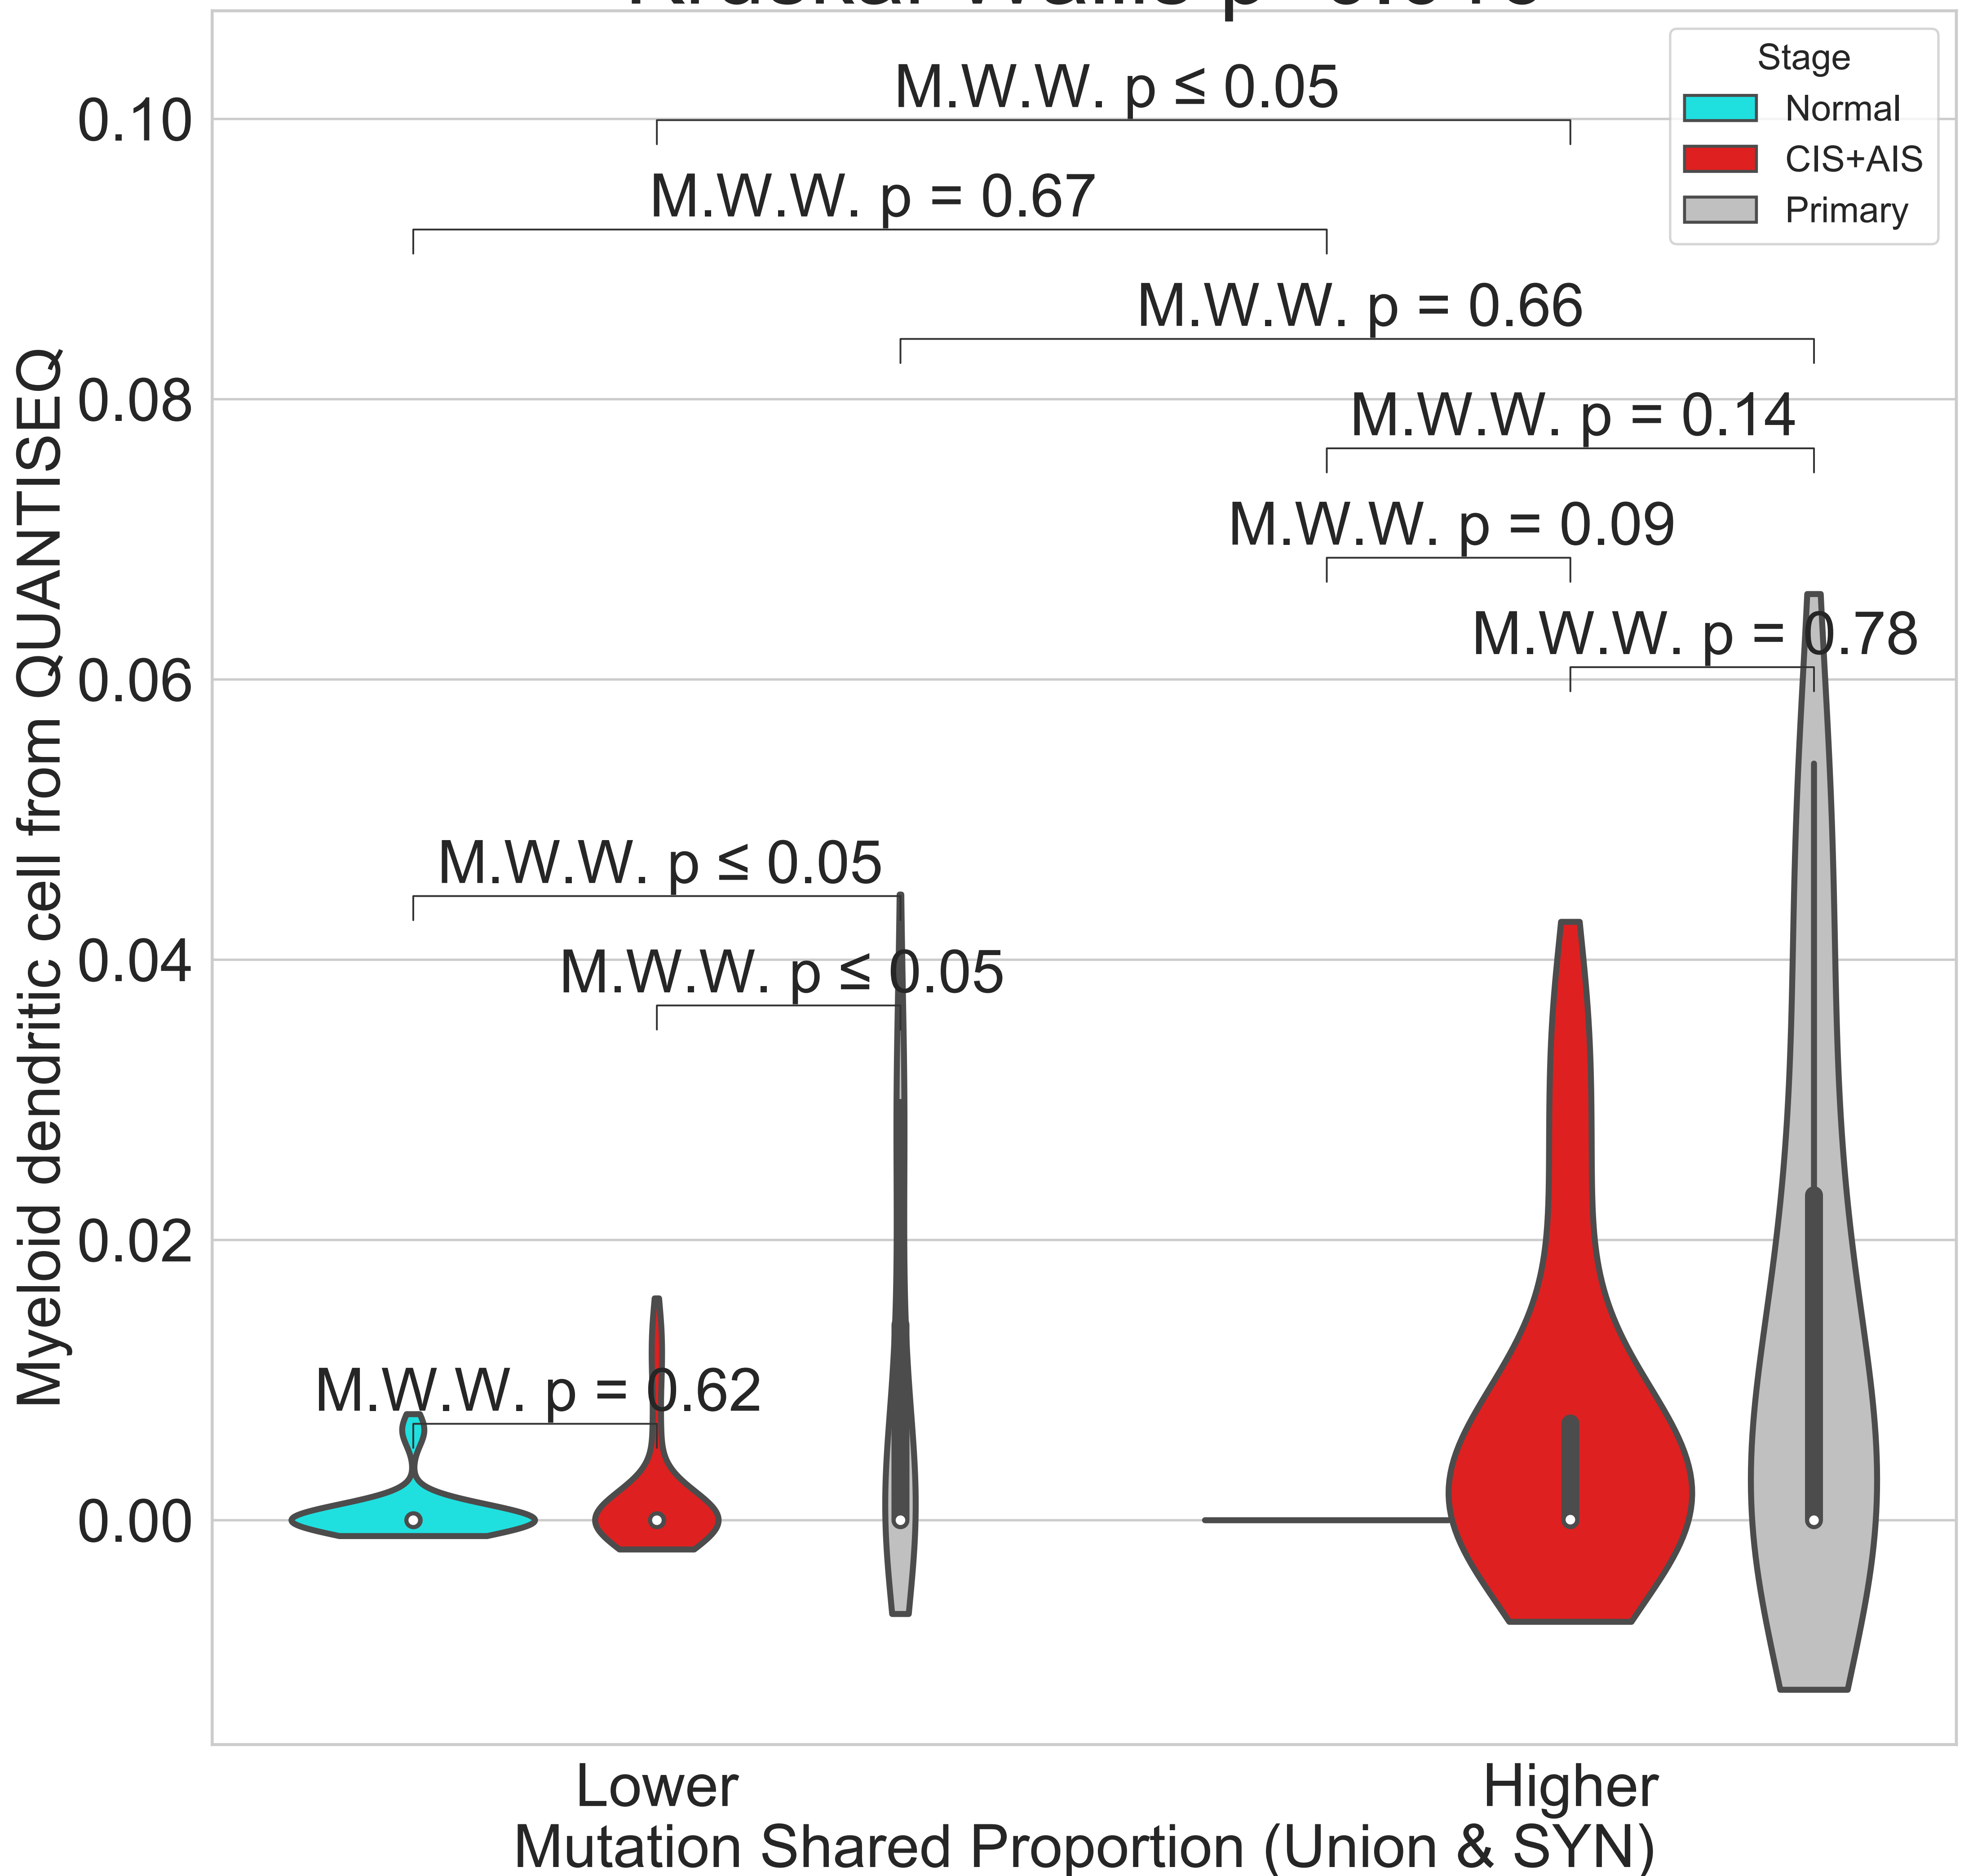 Stage
Normal
CIS+AIS
Primary
M.W.W. p ≤ 0.05
M.W.W. p = 0.67
M.W.W. p = 0.66
M.W.W. p = 0.14
M.W.W. p = 0.09
M.W.W. p = 0.78
M.W.W. p ≤ 0.05
M.W.W. p ≤ 0.05
M.W.W. p = 0.62
0.10
0.08
0.06
0.04
0.02
0.00
Myeloid dendritic cell from QUANTISEQ
Lower
Higher
Mutation Shared Proportion (Union & SYN)